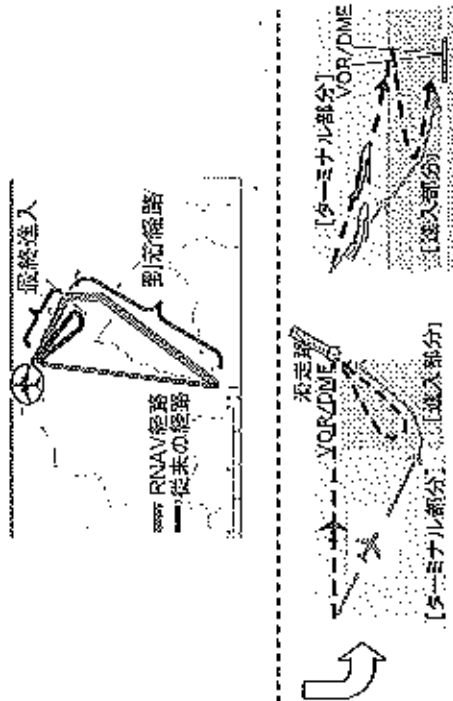 最終進入
到着経路
RNAV経路
従来の経路
滑走路
VOR/DME
[進入部分]
[ターミナル部分]
[ターミナル部分]
VOR/DME
[進入部分]